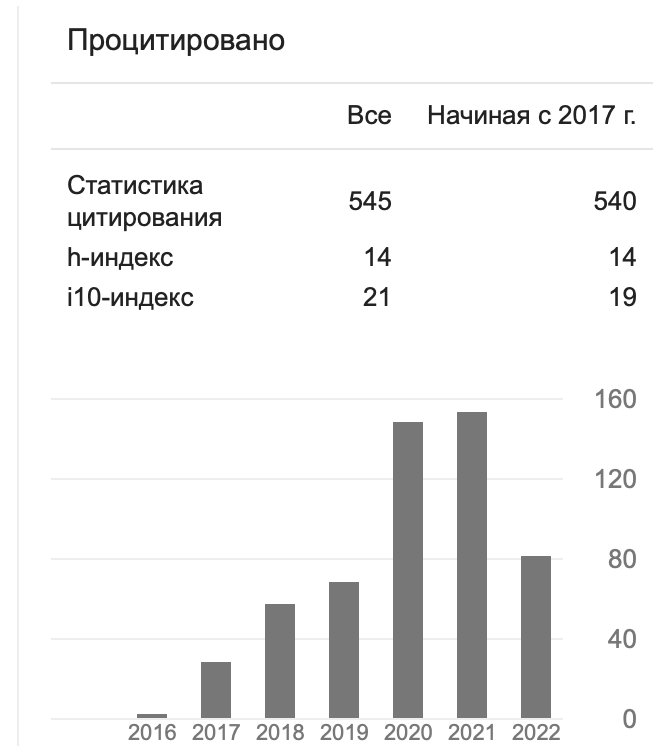 Процитировано
Все Начиная с 2017 г.
Статистика
цитирования 545 540
h-индекс 14 14
i10-индекс 21 19
160
120
80
40
0
2016 2017 2018 2019 2020 2021 2022